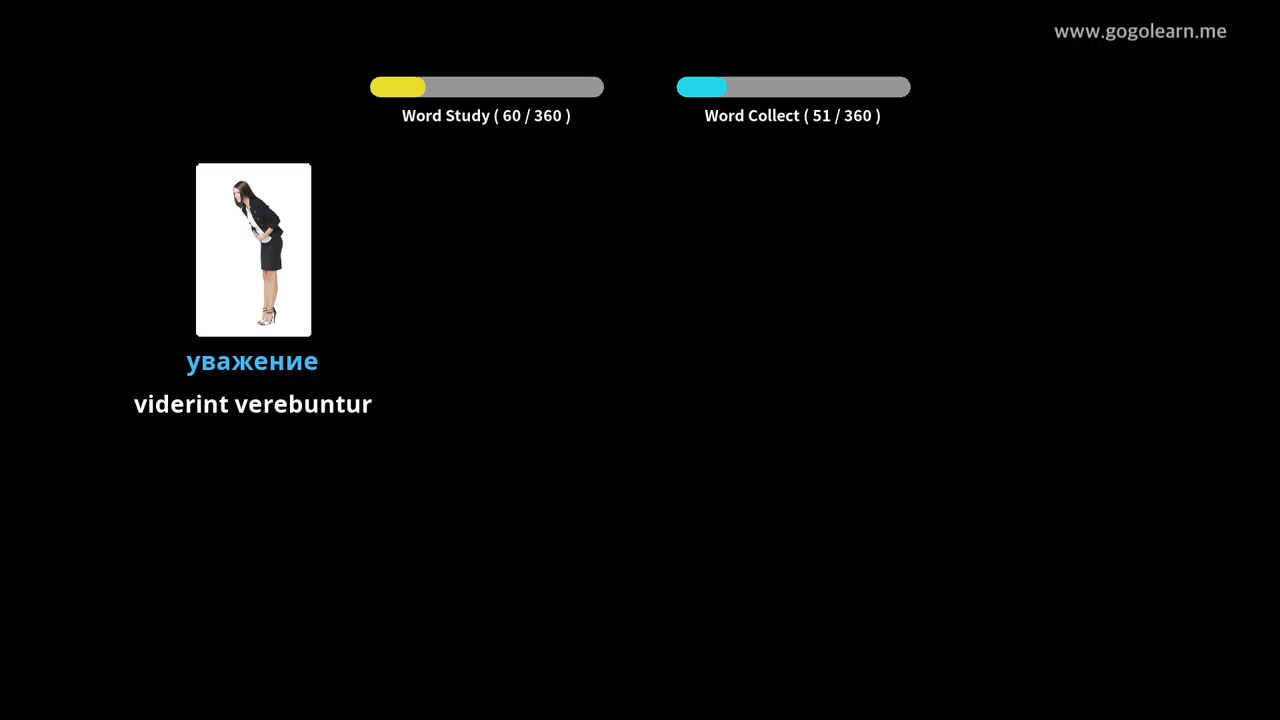 www.gogolearn.me
Word Study ( 60 / 360 )
Word Collect ( 51 / 360 )
уважение
viderint verebuntur